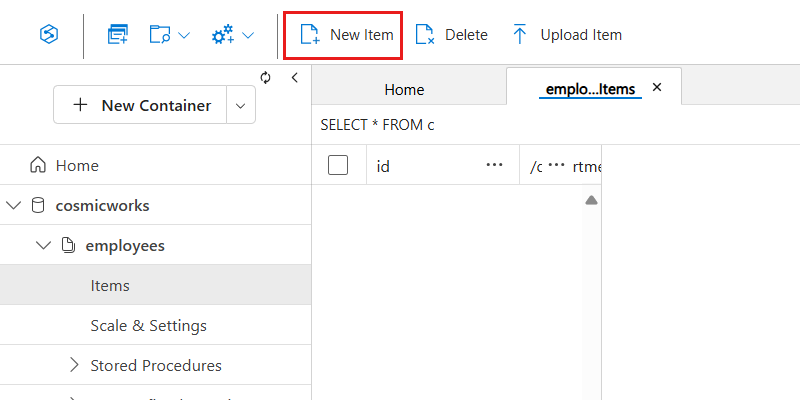 New Item Delete Upload Item
New Container
Home
cosmicworks
employees
Items
Scale & Settings
Stored Procedures
Home emplo...Items
SELECT * FROM c
id ... /c ... rtme